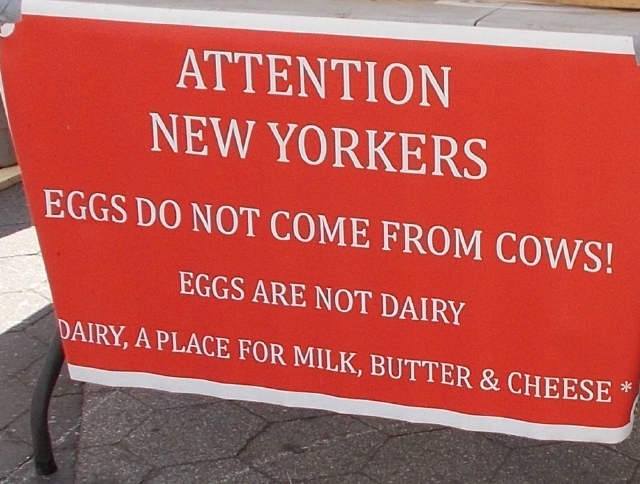 ATTENTION
NEW YORKERS
EGGS DO NOT COME FROM COWS!
EGGS ARE NOT DAIRY
DAIRY, A PLACE FOR MILK, BUTTER & CHEESE *